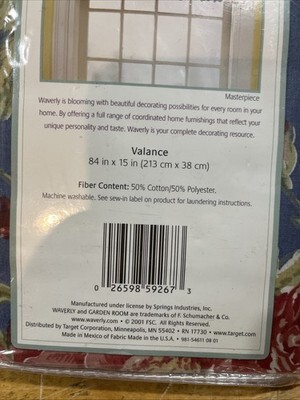 Masterpiece
Waverly is blooming with beautiful decorating possibilities for every room in your
home. By offering a full range of coordinated home furnishings that reflect your
unique personality and taste. Waverly is your complete decorating resource.
Valance
84 in x 15 in (213 cm x 38 cm)
Fiber Content: 50% Cotton/50% Polyester.
Machine washable. See sew-in label on product for laundering instructions.
0 26598 59267 3
Manufactured under license by Springs Industries, Inc.
WAVERLY and GARDEN ROOM are trademarks of F. Schumacher & Co.
www.waverly.com • © 2001 FSC. All Rights Reserved.
Distributed by Target Corporation, Minneapolis, MN 55402 • RN 17730 • www.target.com
Made in Mexico of Fabric Made in the U.S.A. • 981-54611 08 01